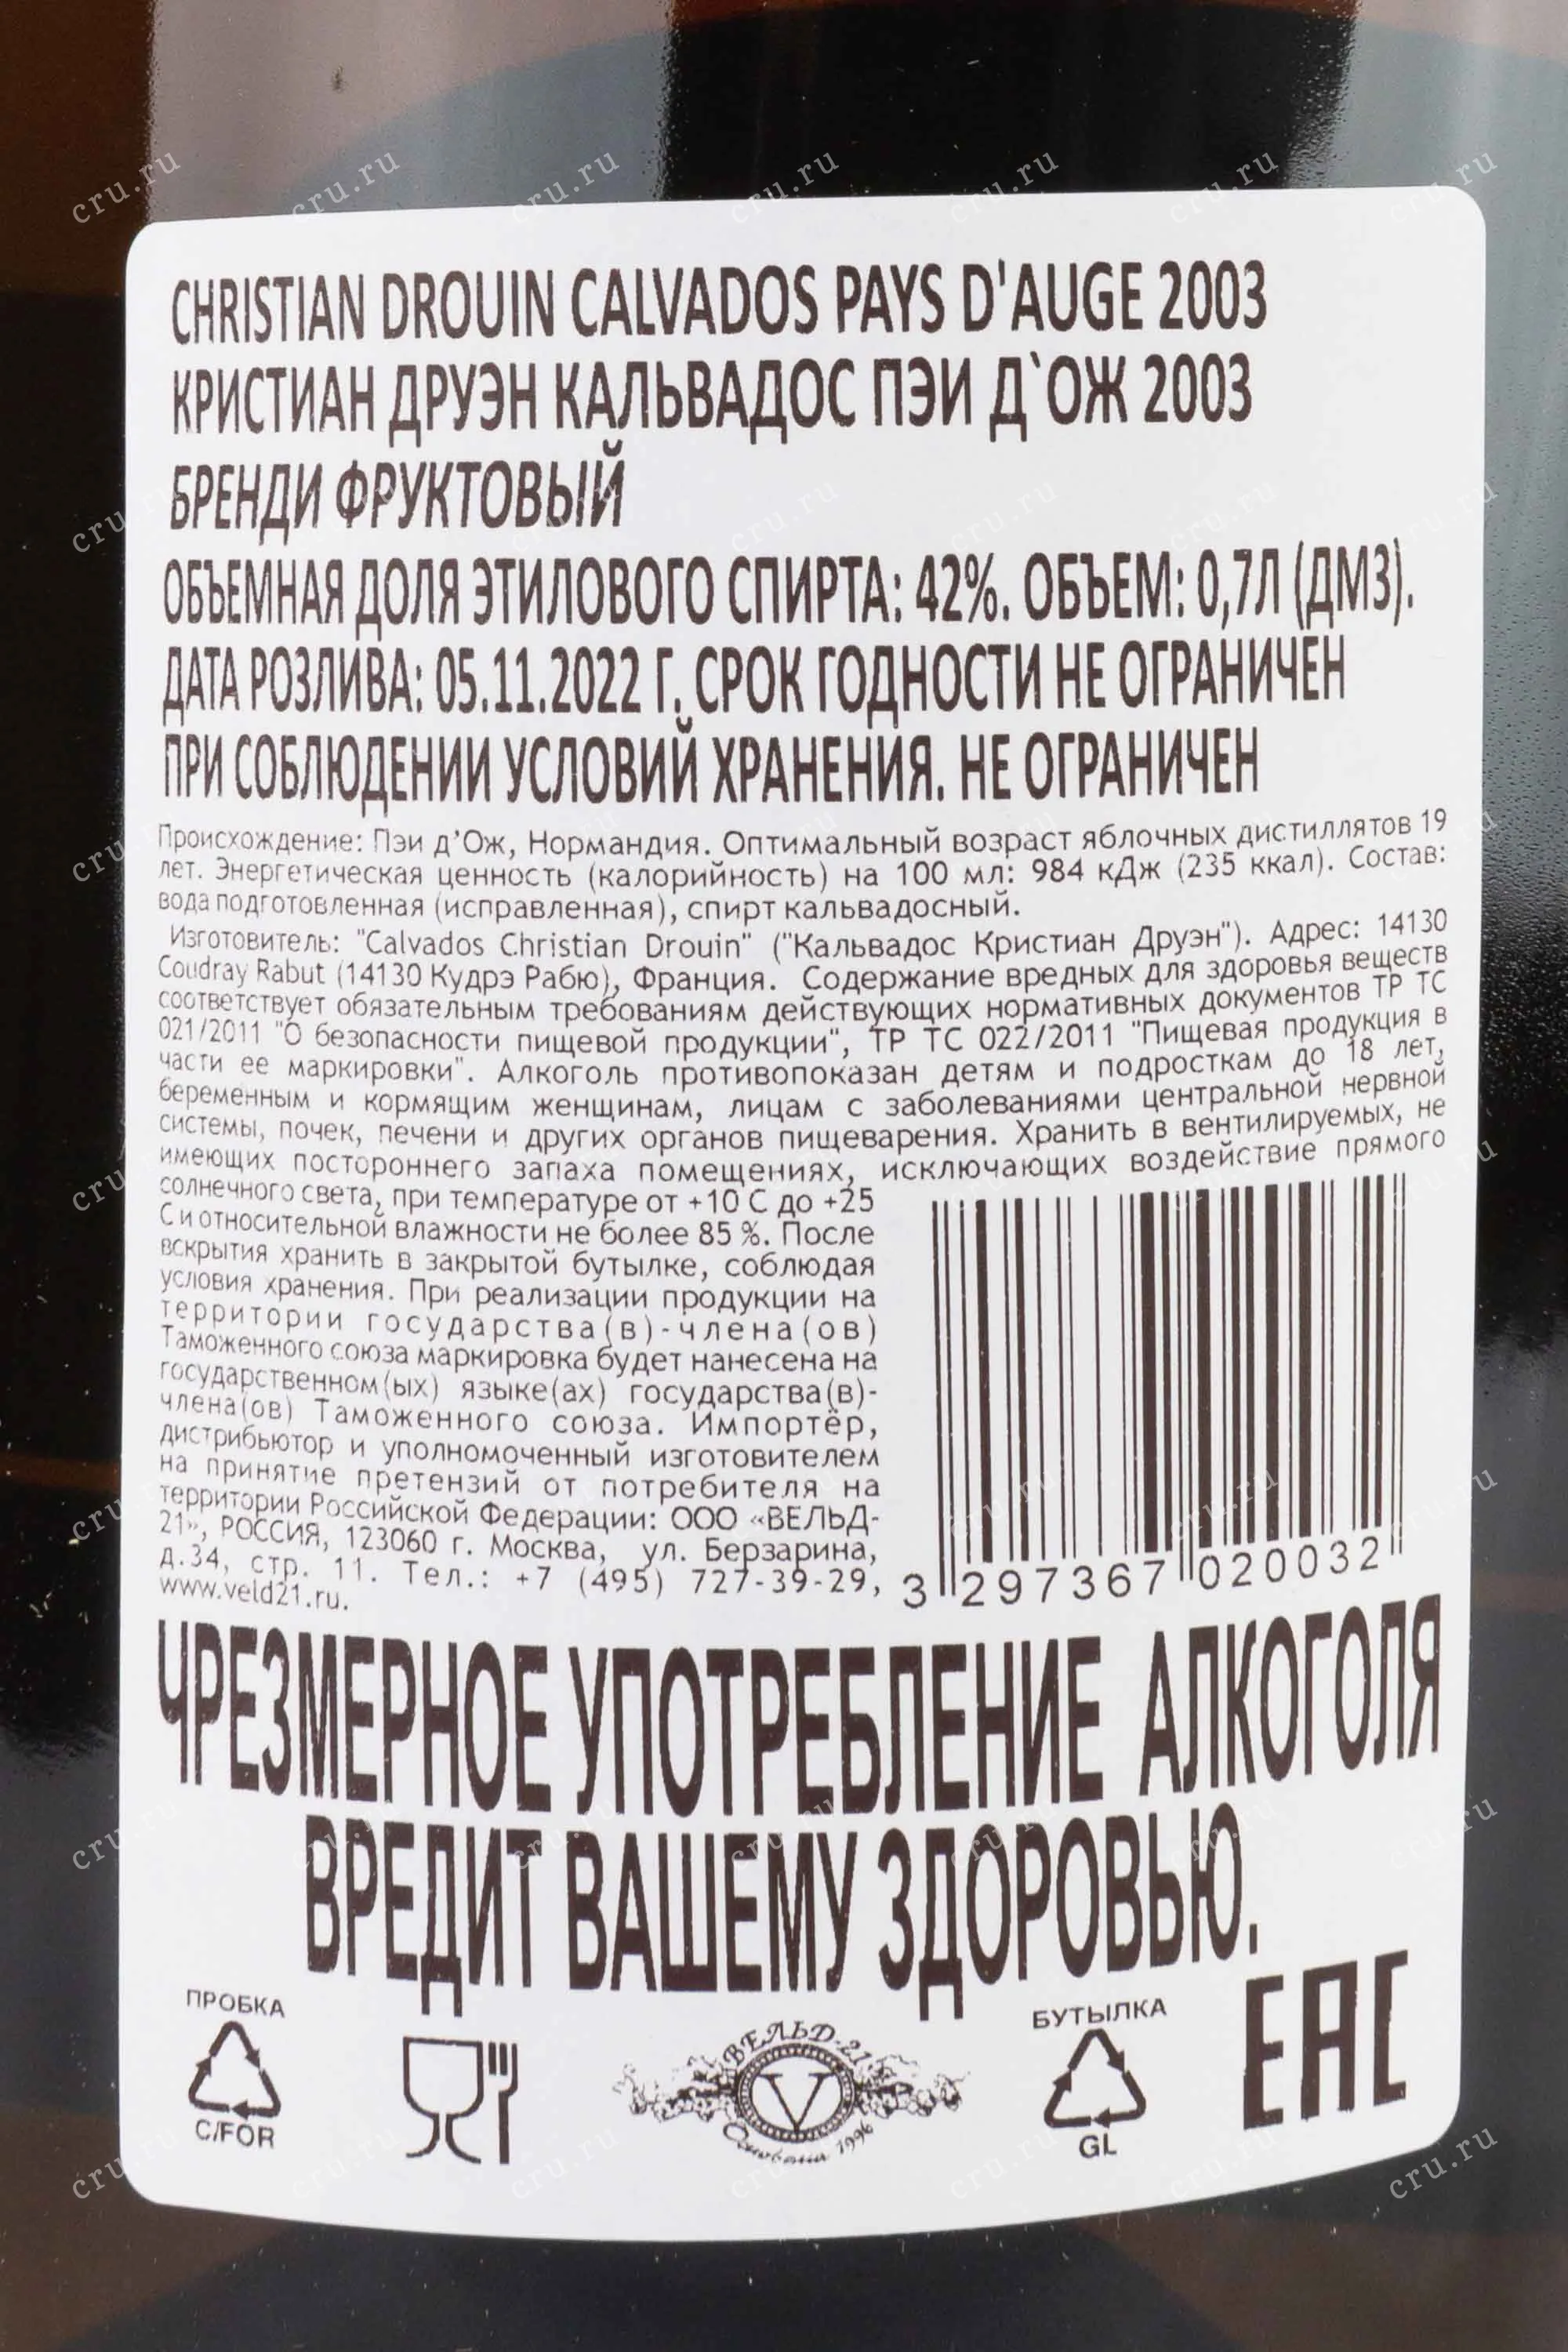 CHRISTIAN DROUIN CALVADOS PAYS D'AUGE 2003
КРИСТИАН ДРУЭН КАЛЬВАДОС ПЭИ Д`ОЖ 2003
БРЕНДИ ФРУКТОВЫЙ
ОБЪЕМНАЯ ДОЛЯ ЭТИЛОВОГО СПИРТА: 42%. ОБЪЕМ: 0,7Л (ДМ3).
ДАТА РОЗЛИВА: 05.11.2022 Г. СРОК ГОДНОСТИ НЕ ОГРАНИЧЕН
ПРИ СОБЛЮДЕНИИ УСЛОВИЙ ХРАНЕНИЯ. НЕ ОГРАНИЧЕН
Происхождение: Пэи д’Ож, Нормандия. Оптимальный возраст яблочных дистиллятов 19
лет. Энергетическая ценность (калорийность) на 100 мл: 984 кДж (235 ккал). Состав:
вода подготовленная (исправленная), спирт кальвадосный.
Изготовитель: "Calvados Christian Drouin" ("Кальвадос Кристиан Друэн"). Адрес: 14130
Coudray Rabut (14130 Кудрэ Рабю), Франция. Содержание вредных для здоровья веществ
соответствует обязательным требованиям действующих нормативных документов ТР ТС
021/2011 "О безопасности пищевой продукции", ТР ТС 022/2011 "Пищевая продукция в
части ее маркировки". Алкоголь противопоказан детям и подросткам до 18 лет,
беременным и кормящим женщинам, лицам с заболеваниями центральной нервной
системы, почек, печени и других органов пищеварения. Хранить в вентилируемых, не
имеющих постороннего запаха помещениях, исключающих воздействие прямого
солнечного света, при температуре от +10 С до +25
С и относительной влажности не более 85 %. После
вскрытия хранить в закрытой бутылке, соблюдая
условия хранения. При реализации продукции на
территории государства(в)-члена(ов)
Таможенного союза маркировка будет нанесена на
государственном(ых) языке(ах) государства(в)-
члена(ов) Таможенного союза. Импортёр,
дистрибьютор и уполномоченный изготовителем
на принятие претензий от потребителя на
территории Российской Федерации: ООО «ВЕЛЬД-
21», РОССИЯ, 123060 г. Москва, ул. Берзарина,
д.34, стр. 11. Тел.: +7 (495) 727-39-29,
www.veld21.ru.
3 297367 020032
ЧРЕЗМЕРНОЕ УПОТРЕБЛЕНИЕ АЛКОГОЛЯ
ВРЕДИТ ВАШЕМУ ЗДОРОВЬЮ.
ПРОБКА
C/FOR
ВЕЛЬД-21
V
Основана 1996
БУТЫЛКА
GL
EAC
cru.ru